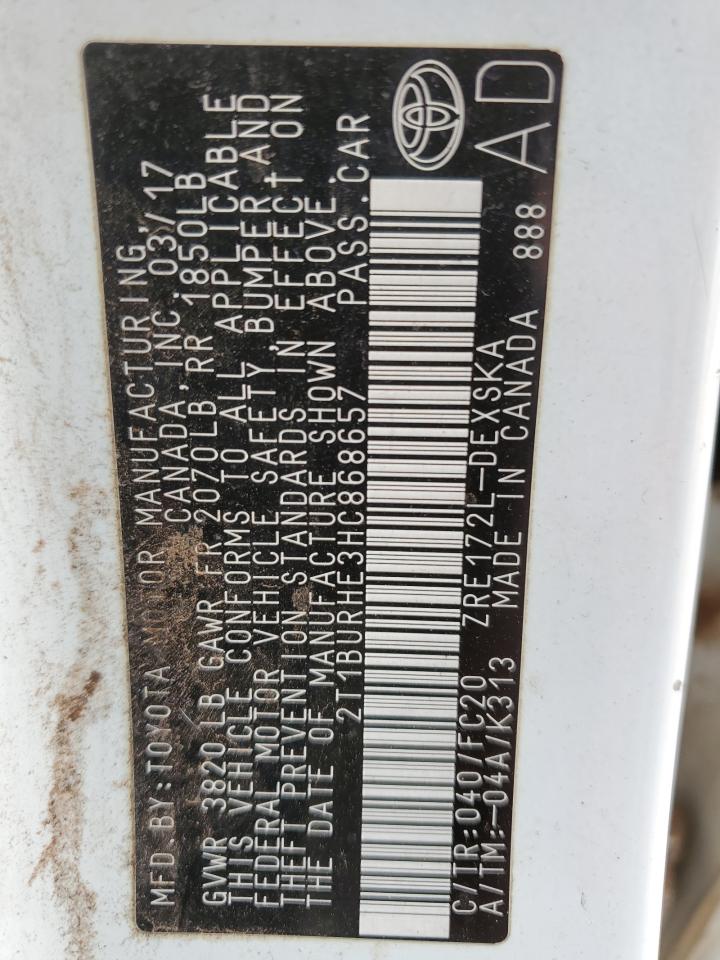 MFD.BY:TOYOTA MOTOR MANUFACTURING,
CANADA,INC.03/17
GVWR 3820 LB GAWR FR 2070LB RR 1850LB
THIS VEHICLE CONFORMS TO ALL APPLICABLE
FEDERAL MOTOR VEHICLE SAFETY,BUMPER,AND
THEFT PREVENTION STANDARDS IN EFFECT ON
THE DATE OF MANUFACTURE SHOWN ABOVE.
2T1BURHE3HC868657 PASS.CAR
C/TR:040/FC20 ZRE172L-DEXSKA
A/TM:-04A/K313 MADE IN CANADA 888
AD